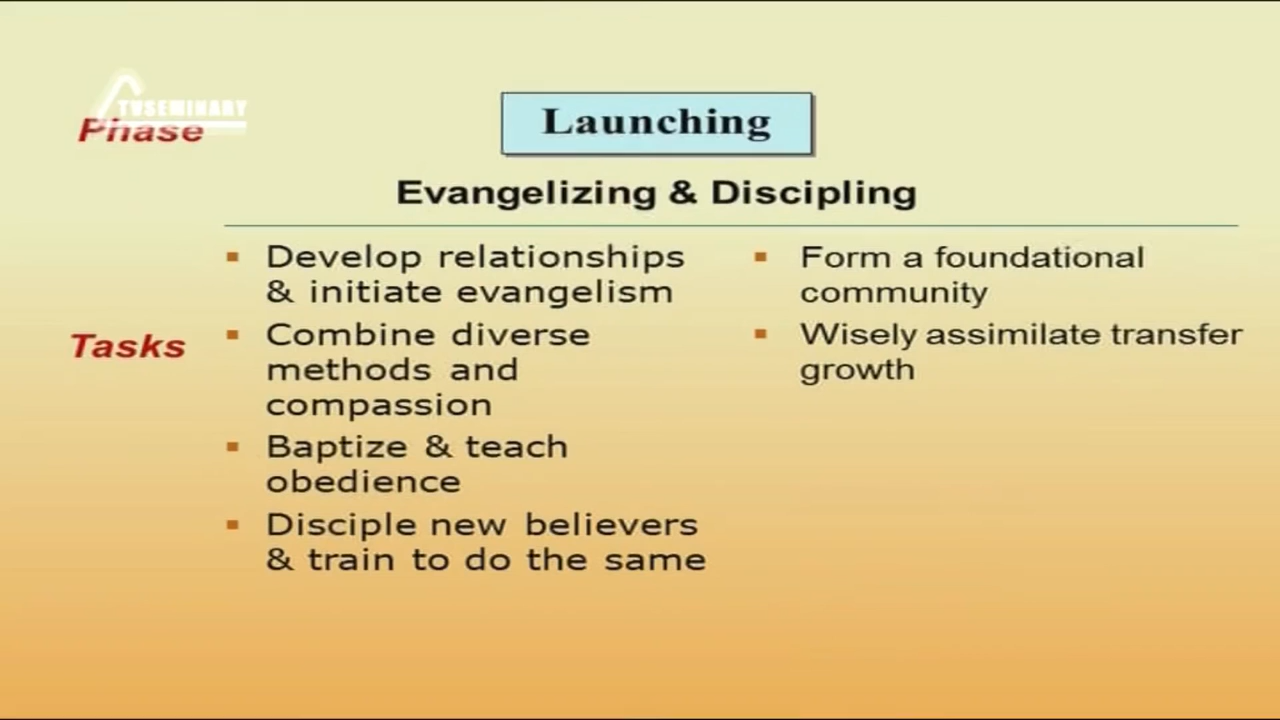 TVSEMINARY
Phase
Launching
Evangelizing & Discipling
Develop relationships
& initiate evangelism
Combine diverse
methods and
compassion
Baptize & teach
obedience
Disciple new believers
& train to do the same
Form a foundational
community
Wisely assimilate transfer
growth
Tasks